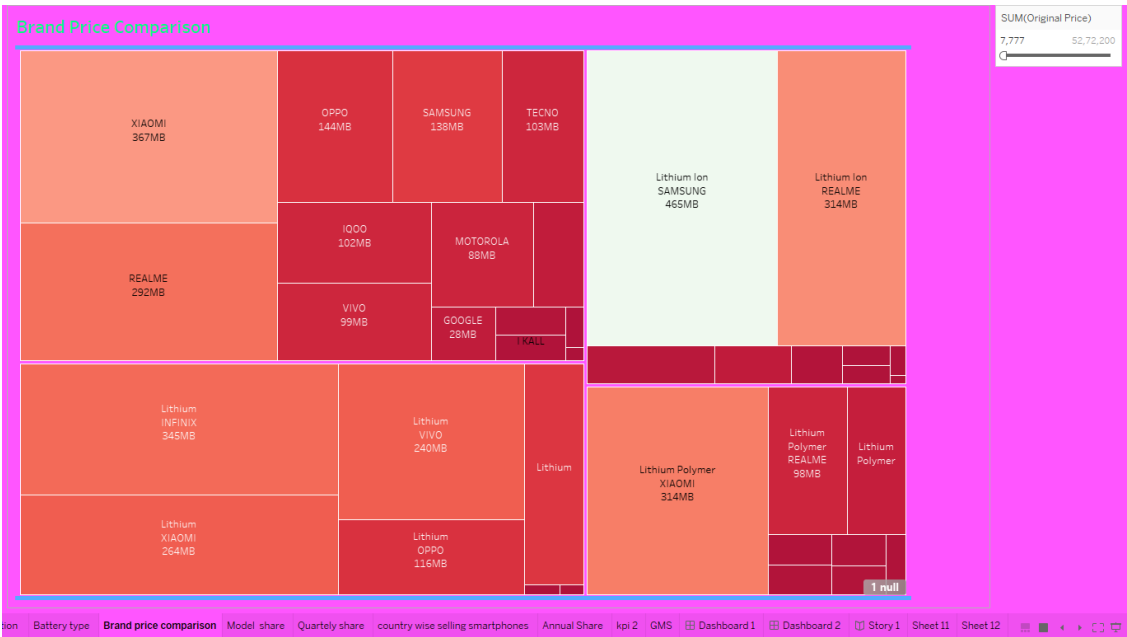 Brand Price Comparison
SUM(Original Price)
7,777 52,72,200
XIAOMI
367MB
OPPO
144MB
SAMSUNG
138MB
TECNO
103MB
IQOO
102MB
MOTOROLA
88MB
REALME
292MB
VIVO
99MB
GOOGLE
28MB
I KALL
Lithium Ion
SAMSUNG
465MB
Lithium Ion
REALME
314MB
Lithium
INFINIX
345MB
Lithium
VIVO
240MB
Lithium
Lithium
XIAOMI
264MB
Lithium
OPPO
116MB
Lithium Polymer
XIAOMI
314MB
Lithium
Polymer
REALME
98MB
Lithium
Polymer
1 null
tion Battery type Brand price comparison Model share Quartely share country wise selling smartphones Annual Share kpi 2 GMS Dashboard 1 Dashboard 2 Story 1 Sheet 11 Sheet 12